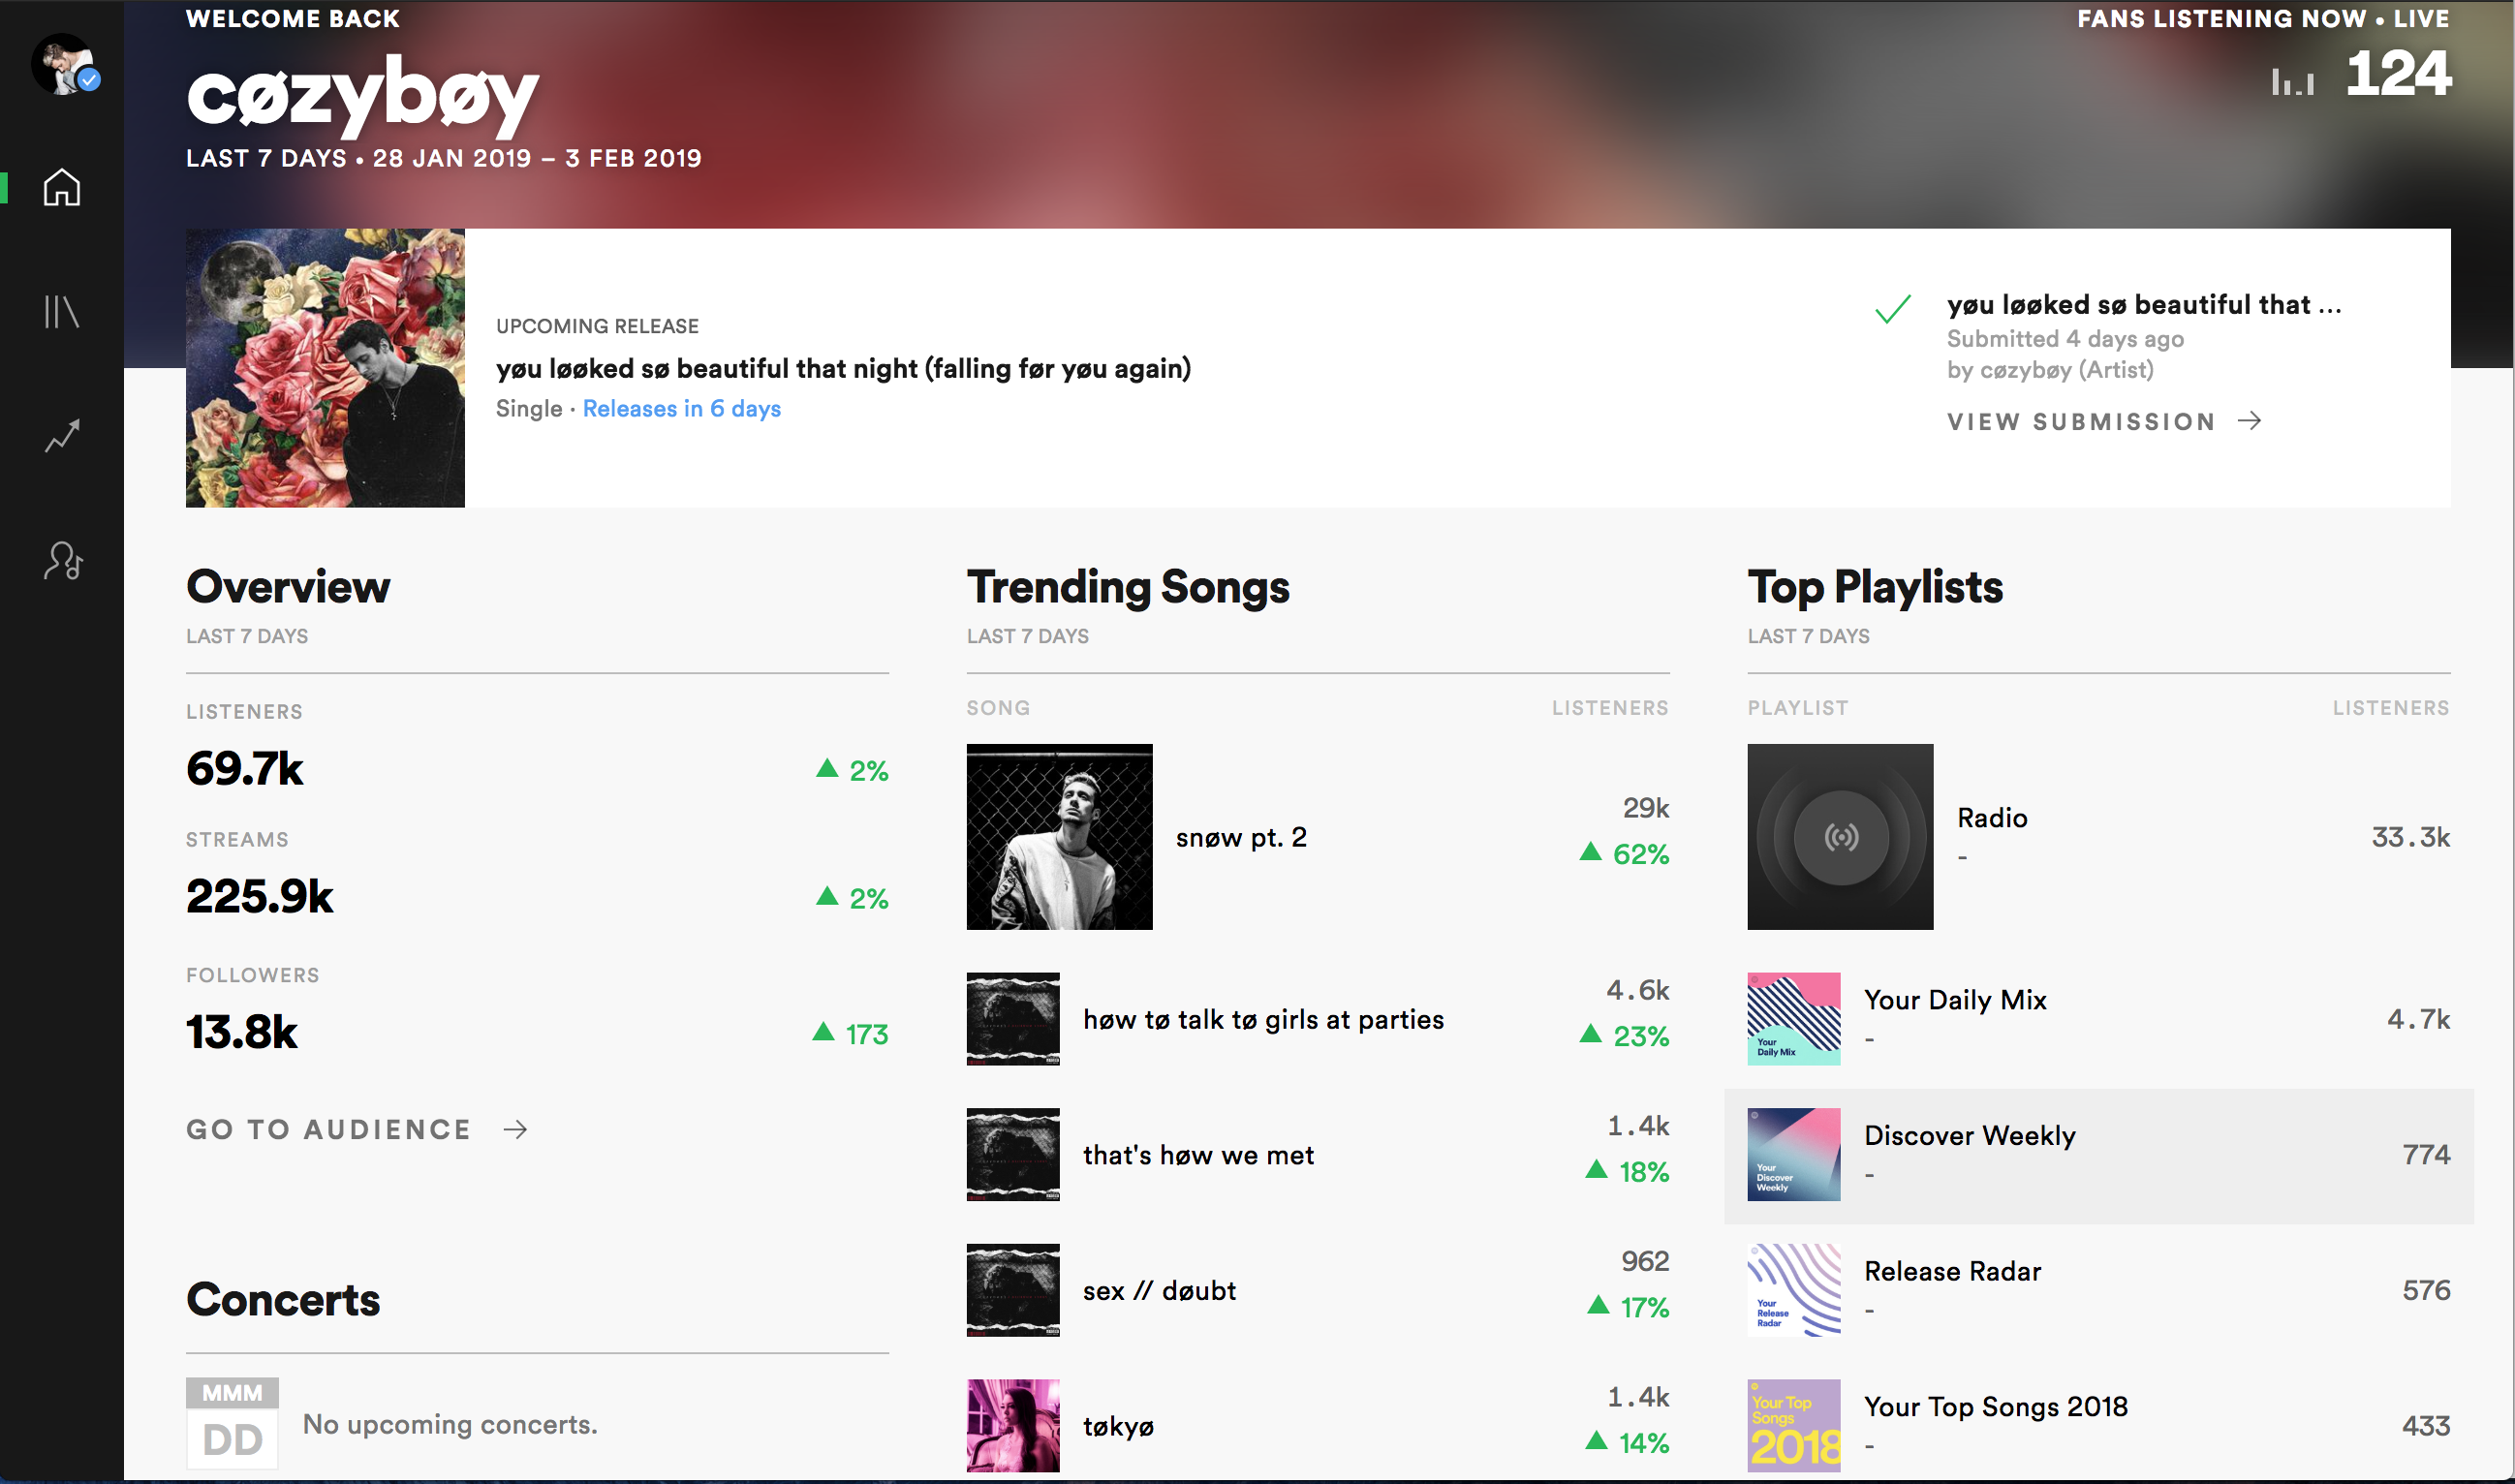 WELCOME BACK
cøzybøy
LAST 7 DAYS • 28 JAN 2019 – 3 FEB 2019
FANS LISTENING NOW • LIVE
124
UPCOMING RELEASE
yøu løøked sø beautiful that night (falling før yøu again)
Single · Releases in 6 days
yøu løøked sø beautiful that ...
Submitted 4 days ago
by cøzybøy (Artist)
VIEW SUBMISSION →
Overview
LAST 7 DAYS
LISTENERS
69.7k
▲ 2%
STREAMS
225.9k
▲ 2%
FOLLOWERS
13.8k
▲ 173
GO TO AUDIENCE →
Concerts
MMM
DD
No upcoming concerts.
Trending Songs
LAST 7 DAYS
SONG LISTENERS
snøw pt. 2
29k
▲ 62%
høw tø talk tø girls at parties
4.6k
▲ 23%
that's høw we met
1.4k
▲ 18%
sex // døubt
962
▲ 17%
tøkyø
1.4k
▲ 14%
Top Playlists
LAST 7 DAYS
PLAYLIST LISTENERS
Radio
-
33.3k
Your
Daily Mix
Your Daily Mix
-
4.7k
Your
Discover
Weekly
Discover Weekly
-
774
Your
Release
Radar
Release Radar
-
576
Your Top
Songs
2018
Your Top Songs 2018
-
433